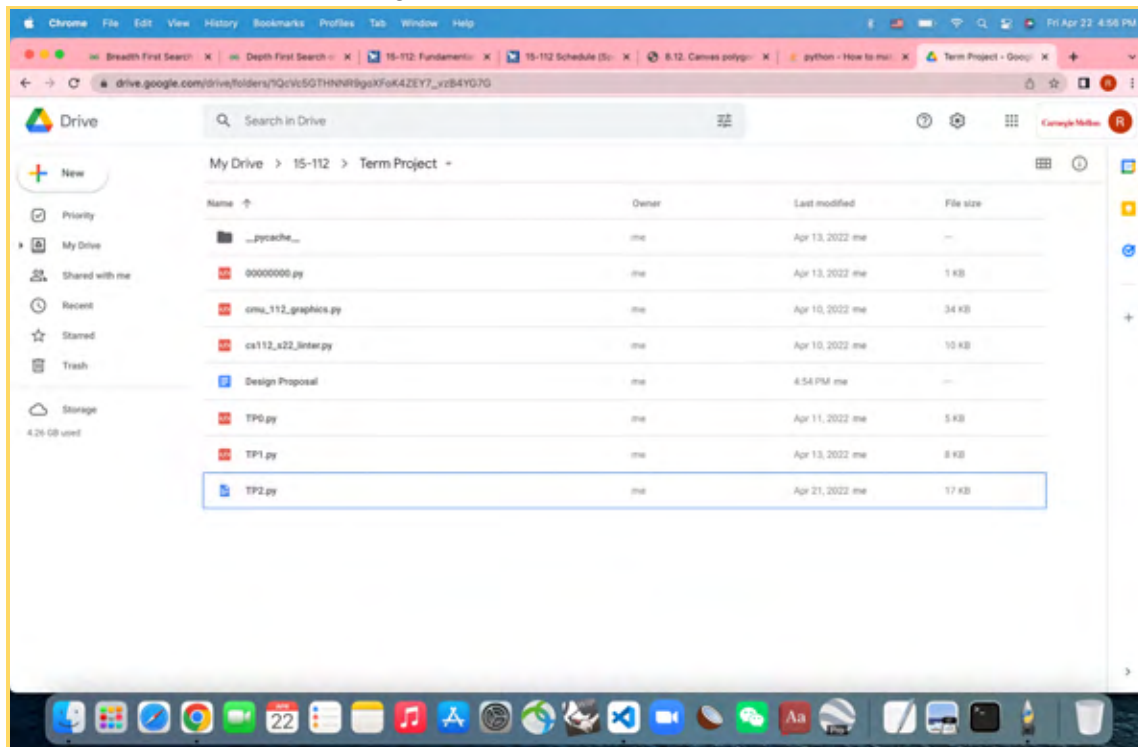 Chrome File Edit View History Bookmarks Profiles Tab Window Help Fri Apr 22 4:56 PM
Breadth First Search Depth First Search 15-112: Fundamental 15-112 Schedule 8.12. Canvas polygo python - How to ma Term Project - Goog
drive.google.com/drive/folders/
Drive Search in Drive Carnegie Mellon R
New My Drive > 15-112 > Term Project
Name Owner Last modified File size
Priority
__pycache__ me Apr 13, 2022 me —
My Drive
00000000.py me Apr 13, 2022 me 1 KB
Shared with me
Recent
cmu_112_graphics.py me Apr 10, 2022 me 34 KB
Starred
cs112_s22_linter.py me Apr 10, 2022 me 10 KB
Trash
Design Proposal me 4:54 PM me —
Storage
TP0.py me Apr 11, 2022 me 5 KB
4.26 GB used
TP1.py me Apr 13, 2022 me 8 KB
TP2.py me Apr 21, 2022 me 17 KB
APR
22 Aa